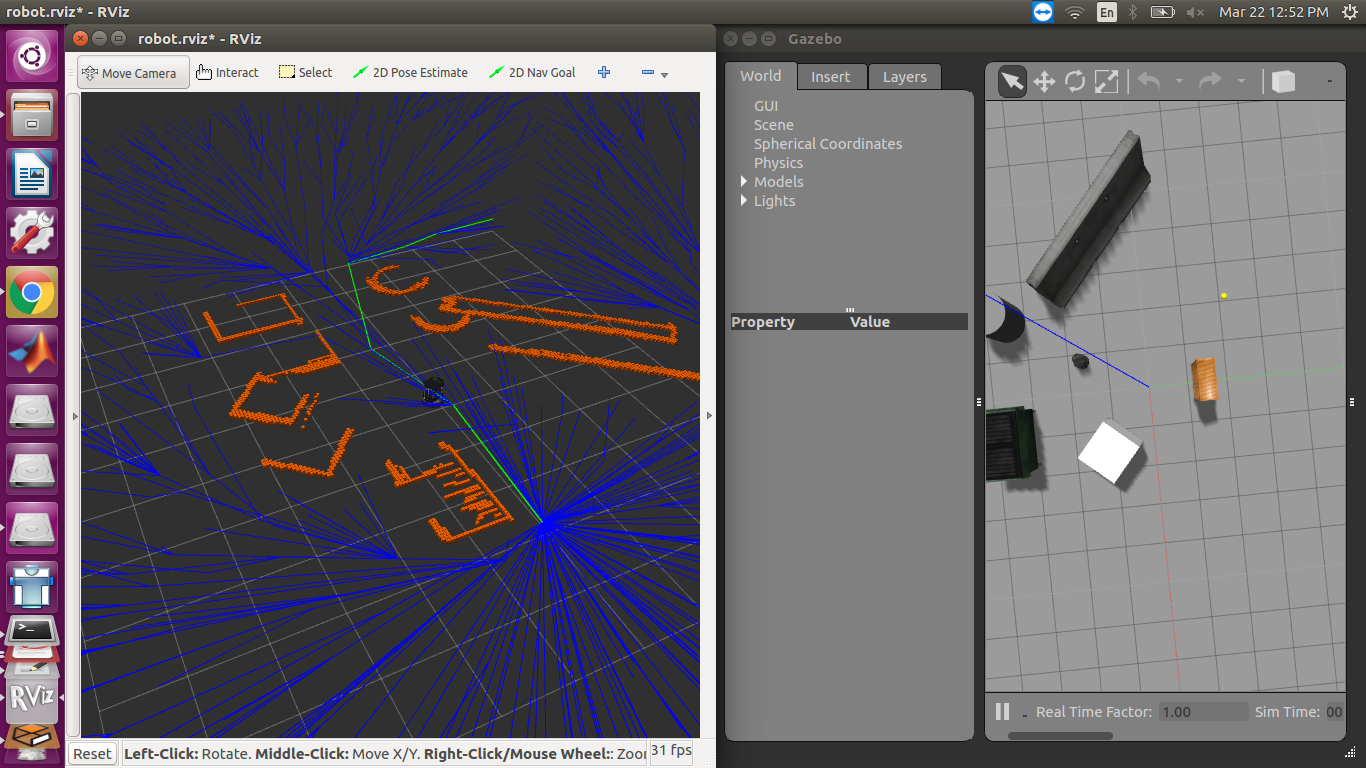 robot.rviz* - RViz
En
Mar 22 12:52 PM
robot.rviz* - RViz
Move Camera
Interact
Select
2D Pose Estimate
2D Nav Goal
Reset
Left-Click: Rotate. Middle-Click: Move X/Y. Right-Click/Mouse Wheel:: Zoo
31 fps
RViz
Gazebo
World
Insert
Layers
GUI
Scene
Spherical Coordinates
Physics
Models
Lights
Property Value
Real Time Factor: 1.00 Sim Time: 00